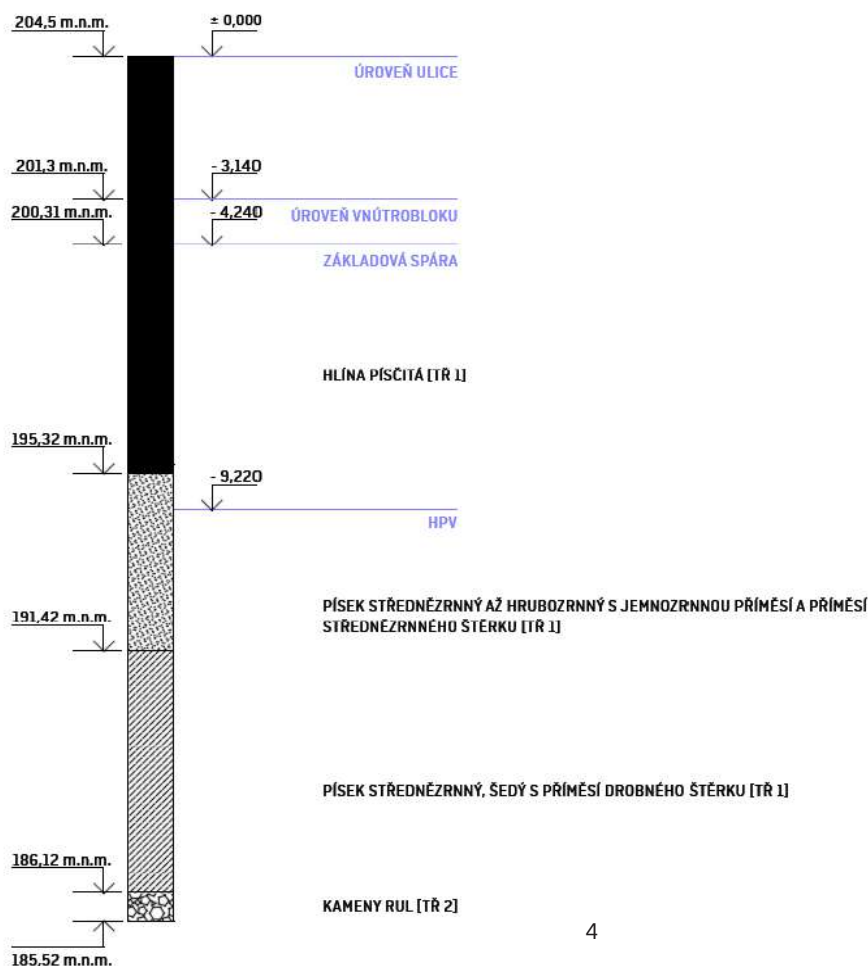 204,5 m.n.m.
± 0,000
ÚROVEŇ ULICE
201,3 m.n.m.
- 3,140
ÚROVEŇ VNÚTROBLOKU
200,31 m.n.m.
- 4,240
ZÁKLADOVÁ SPÁRA
HLÍNA PÍSČITÁ [TŘ 1]
195,32 m.n.m.
- 9,220
HPV
PÍSEK STŘEDNĚZRNNÝ AŽ HRUBOZRNNÝ S JEMNOZRNNOU PŘÍMĚSÍ A PŘÍMĚSÍ
STŘEDNĚZRNNÉHO ŠTĚRKU [TŘ 1]
191,42 m.n.m.
PÍSEK STŘEDNĚZRNNÝ, ŠEDÝ S PŘÍMĚSÍ DROBNÉHO ŠTĚRKU [TŘ 1]
186,12 m.n.m.
KAMENY RUL [TŘ 2]
4
185,52 m.n.m.